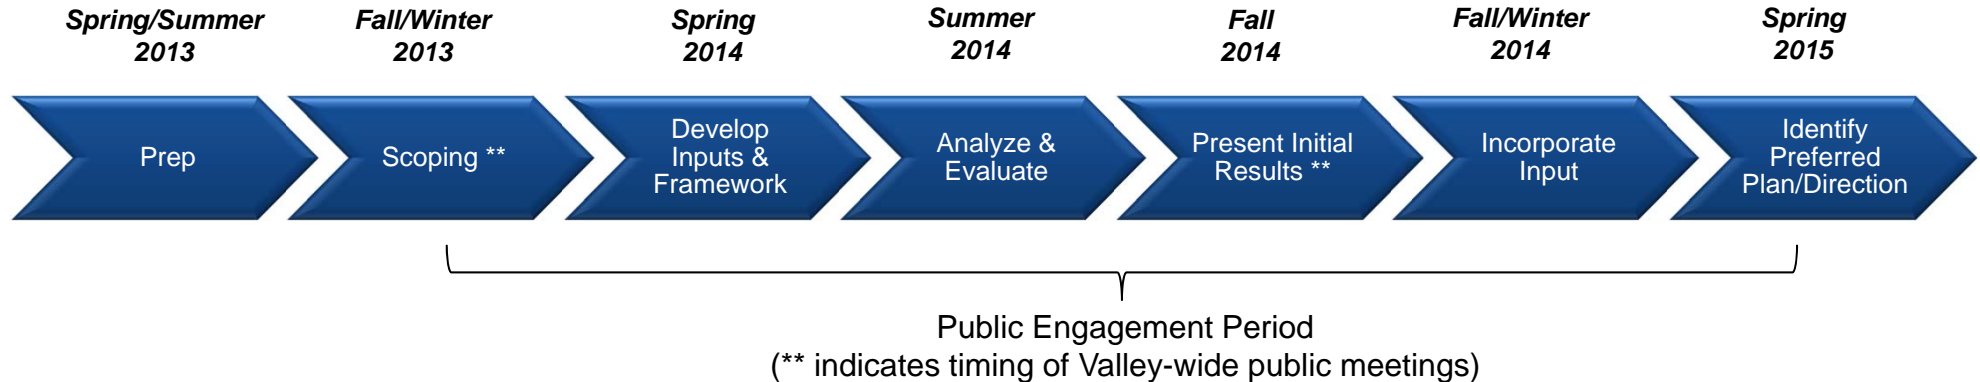 Spring/Summer
2013
Fall/Winter
2013
Spring
2014
Summer
2014
Fall
2014
Fall/Winter
2014
Spring
2015
Prep
Scoping **
Develop
Inputs &
Framework
Analyze &
Evaluate
Present Initial
Results **
Incorporate
Input
Identify
Preferred
Plan/Direction
Public Engagement Period
(** indicates timing of Valley-wide public meetings)